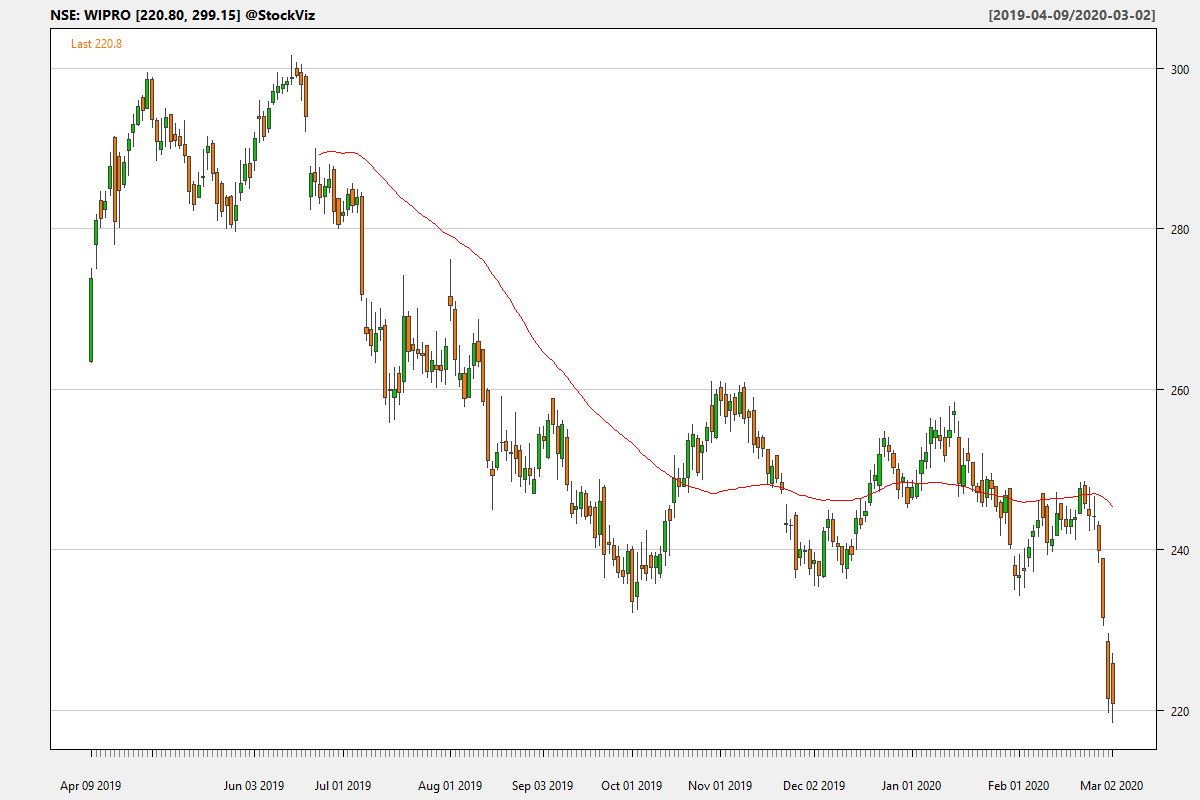 NSE: WIPRO [220.80, 299.15] @StockViz
[2019-04-09/2020-03-02]
Last 220.8
300
280
260
240
220
Apr 09 2019
Jun 03 2019
Jul 01 2019
Aug 01 2019
Sep 03 2019
Oct 01 2019
Nov 01 2019
Dec 02 2019
Jan 01 2020
Feb 01 2020
Mar 02 2020